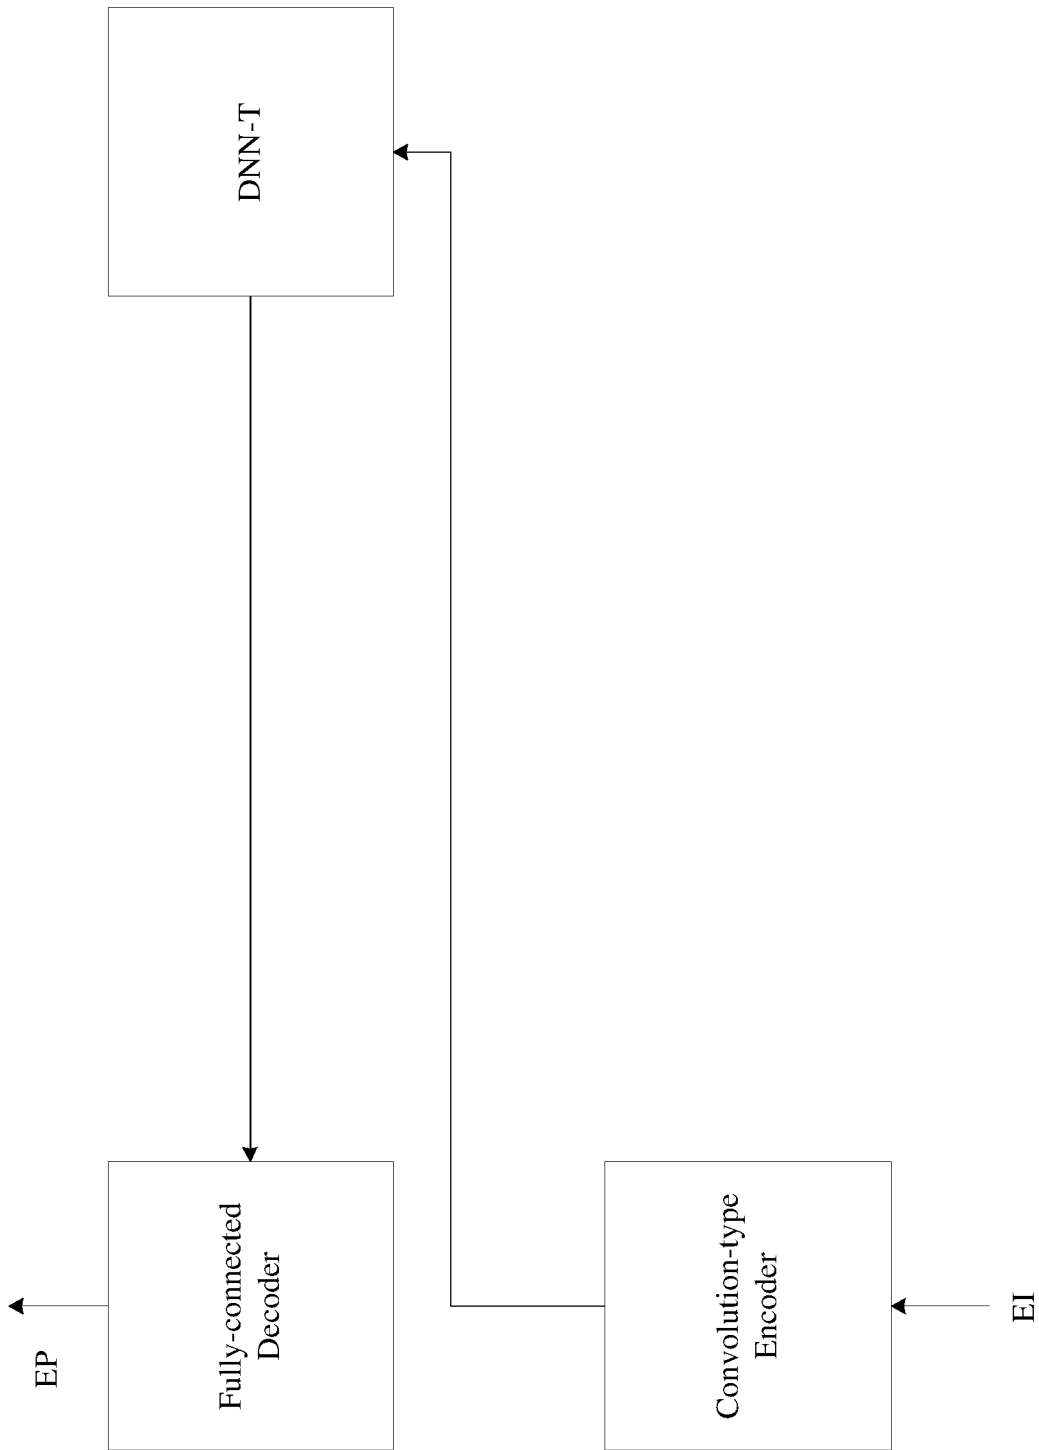 EP
Fully-connected
Decoder
DNN-T
Convolution-type
Encoder
EI